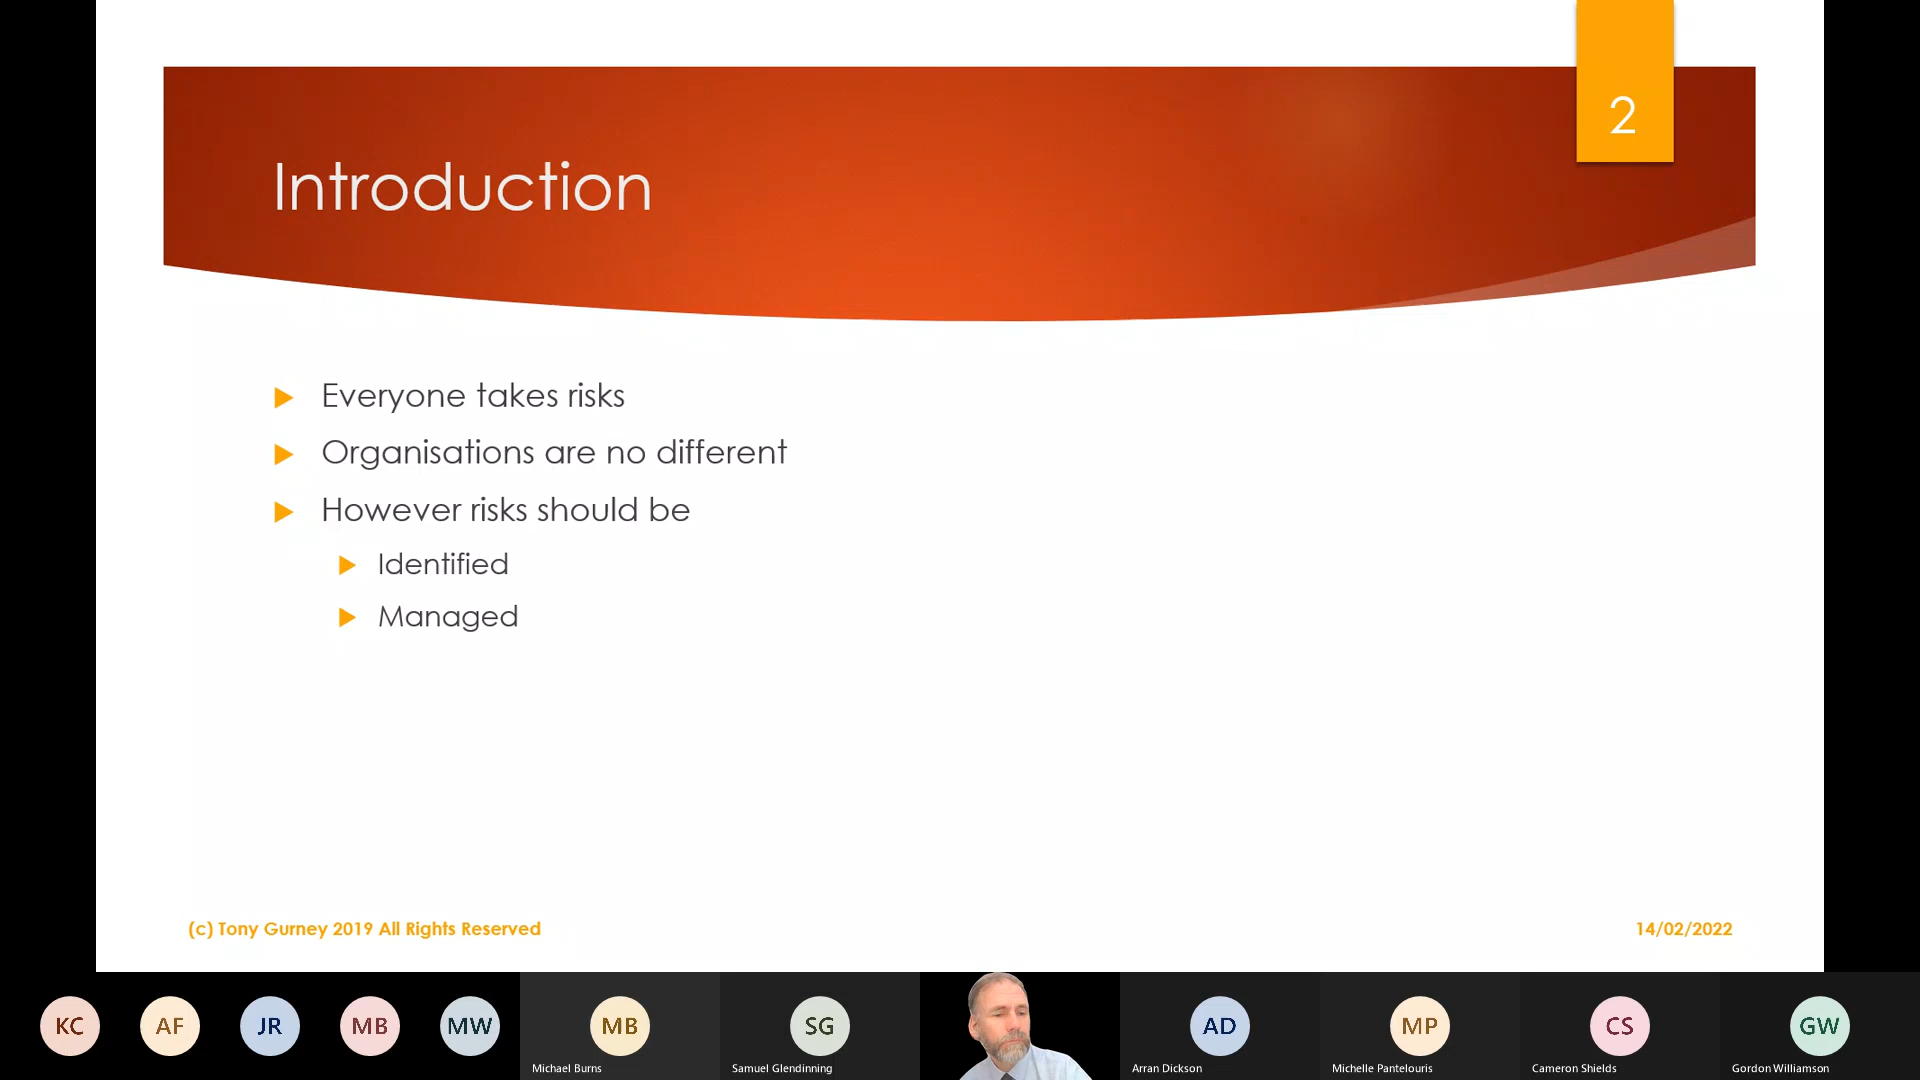 2
Introduction
Everyone takes risks
Organisations are no different
However risks should be
Identified
Managed
(c) Tony Gurney 2019 All Rights Reserved
14/02/2022
KC
AF
JR
MB
MW
MB
SG
AD
MP
CS
GW
Michael Burns
Samuel Glendinning
Arran Dickson
Michelle Pantelouris
Cameron Shields
Gordon Williamson